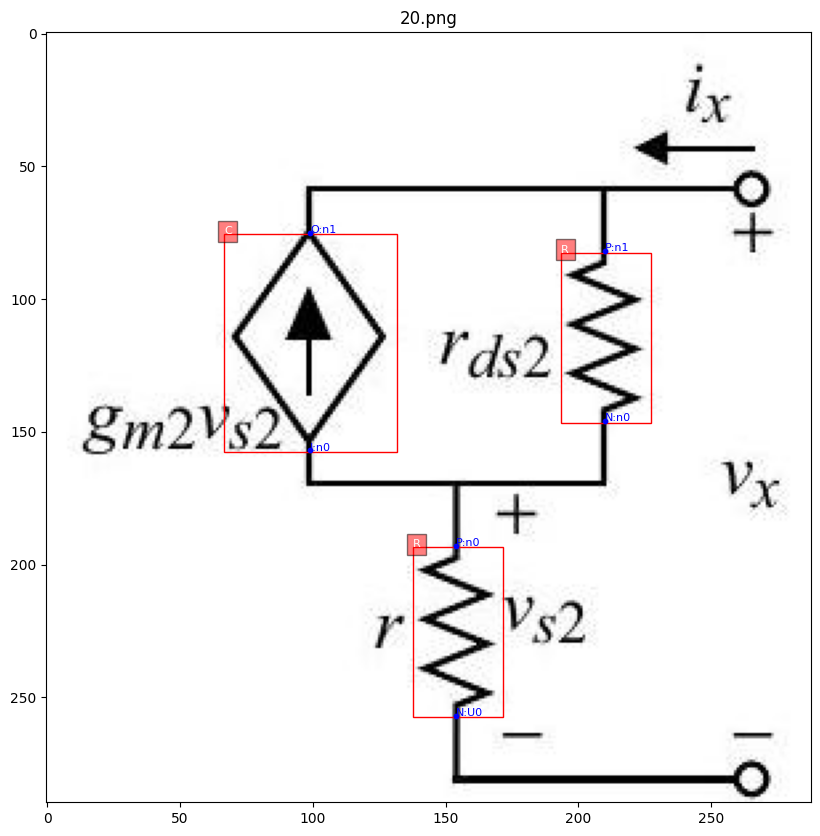 20.png
0
50
100
150
200
250
0
50
100
150
200
250
i_x
+
C
O:n1
R
P:n1
r_{ds2}
g_{m2}v_{s2}
:n0
N:n0
v_x
+
R
P:n0
r
v_{s2}
N:U0
−
−